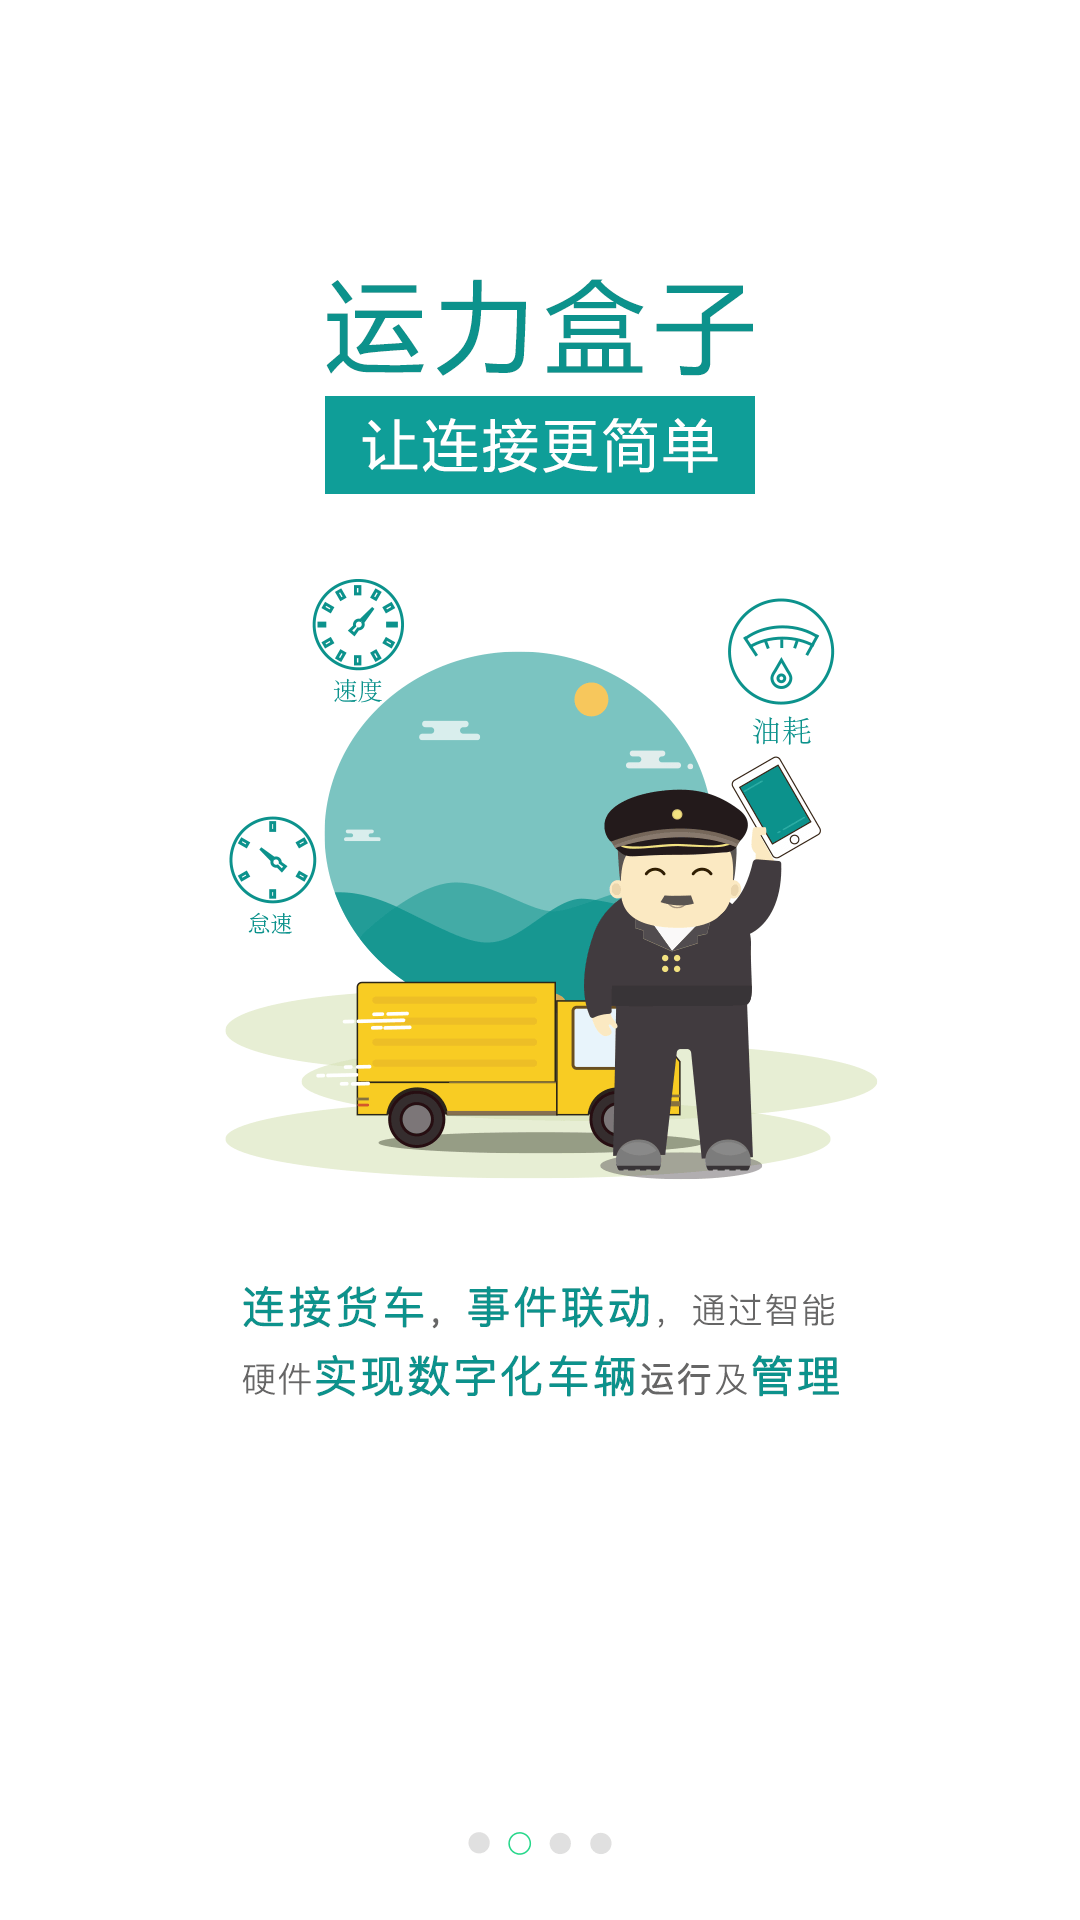 运力盒子
让连接更简单
速度
油耗
怠速
连接货车，事件联动，通过智能
硬件实现数字化车辆运行及管理